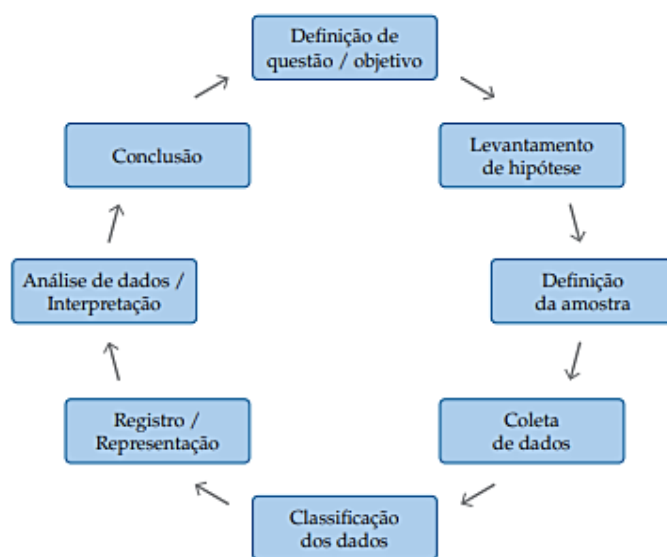 Definição de
questão / objetivo
Levantamento
de hipótese
Definição
da amostra
Coleta
de dados
Classificação
dos dados
Registro /
Representação
Análise de dados /
Interpretação
Conclusão